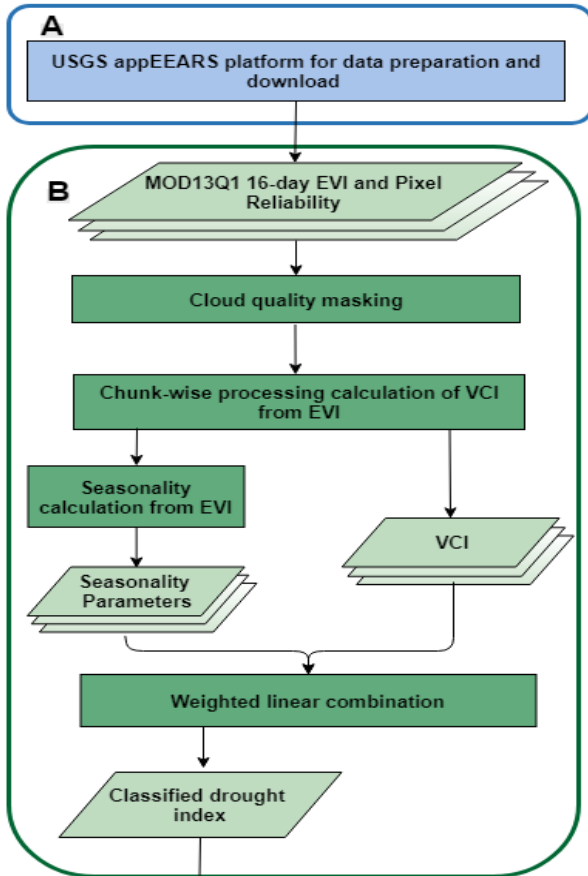 A
USGS appEEARS platform for data preparation and
download
B
MOD13Q1 16-day EVI and Pixel
Reliability
Cloud quality masking
Chunk-wise processing calculation of VCI
from EVI
Seasonality
calculation from EVI
VCI
Seasonality
Parameters
Weighted linear combination
Classified drought
index